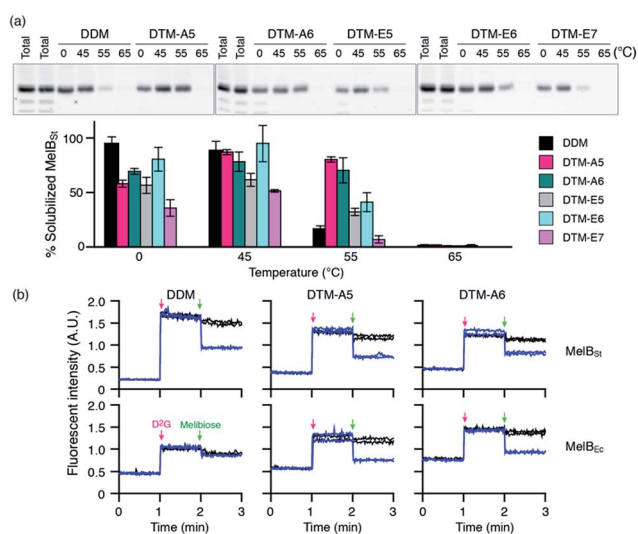 (a)
DDM DTM-A5 DTM-A6 DTM-E5 DTM-E6 DTM-E7
Total Total 0 45 55 65 0 45 55 65 Total Total 0 45 55 65 0 45 55 65 Total Total 0 45 55 65 0 45 55 65 (°C)
% Solubilized MelBSt
100
50
0
0 45 55 65
Temperature (°C)
DDM
DTM-A5
DTM-A6
DTM-E5
DTM-E6
DTM-E7
(b)
DDM DTM-A5 DTM-A6
Fluorescent intensity (A.U.)
2.0
1.5
1.0
0.5
0
MelBSt
2.0
1.5
1.0
0.5
0
D2G Melibiose
MelBEc
0 1 2 3 0 1 2 3 0 1 2 3
Time (min) Time (min) Time (min)